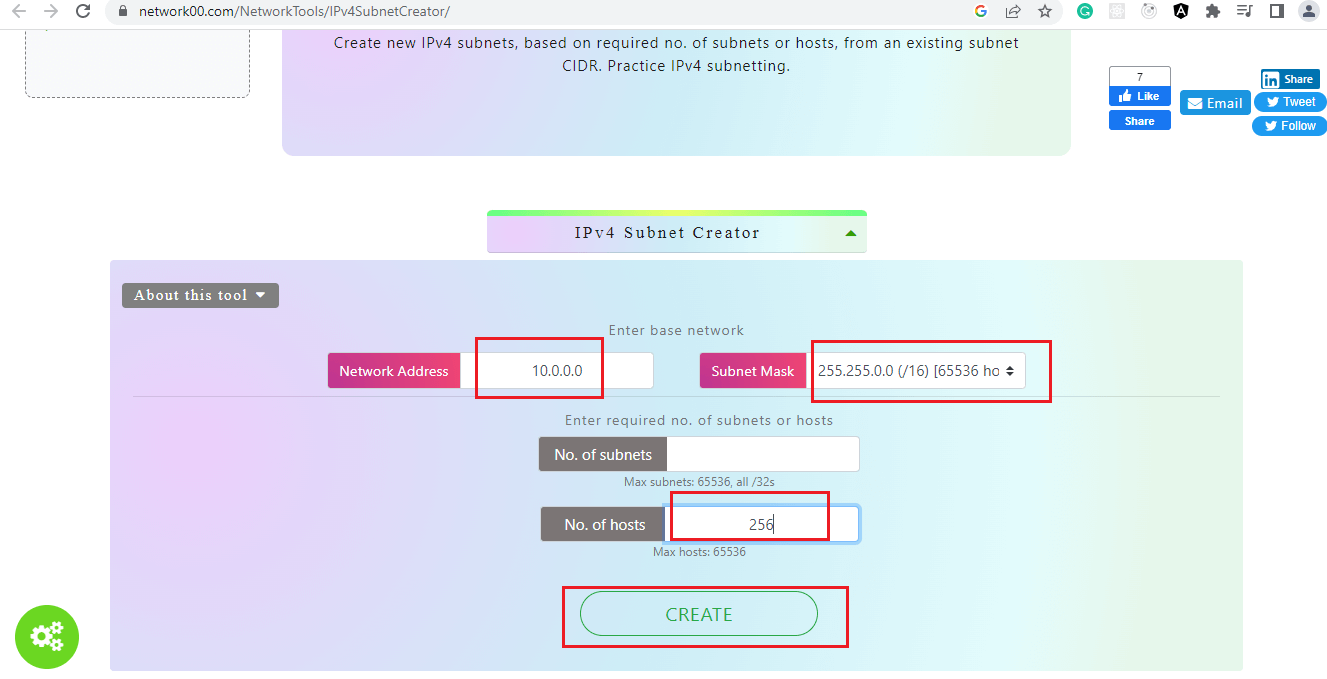 network00.com/NetworkTools/IPv4SubnetCreator/
Create new IPv4 subnets, based on required no. of subnets or hosts, from an existing subnet
CIDR. Practice IPv4 subnetting.
7
Like
Share
Email
Share
Tweet
Follow
IPv4 Subnet Creator
About this tool
Enter base network
Network Address 10.0.0.0 Subnet Mask 255.255.0.0 (/16) [65536 ho
Enter required no. of subnets or hosts
No. of subnets
Max subnets: 65536, all /32s
No. of hosts 256
Max hosts: 65536
CREATE